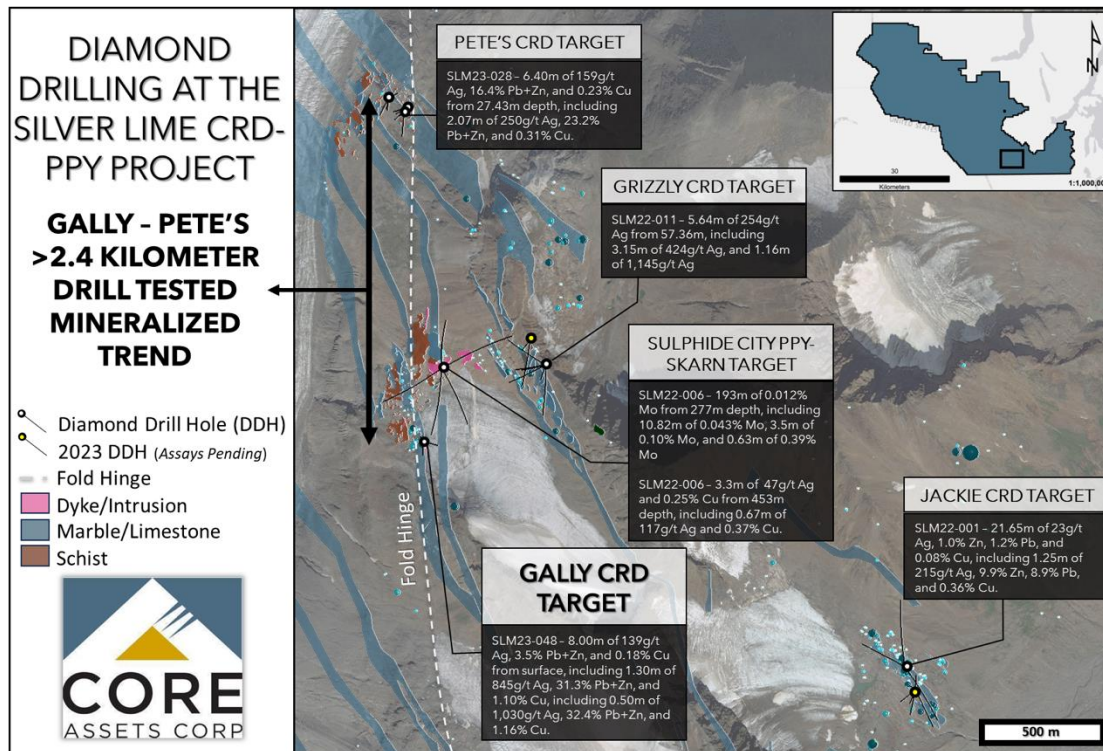 DIAMOND
DRILLING AT THE
SILVER LIME CRD-
PPY PROJECT
GALLY – PETE'S
>2.4 KILOMETER
DRILL TESTED
MINERALIZED
TREND
Diamond Drill Hole (DDH)
2023 DDH (Assays Pending)
Fold Hinge
Dyke/Intrusion
Marble/Limestone
Schist
CORE
ASSETS CORP
PETE'S CRD TARGET
SLM23-028 – 6.40m of 159g/t
Ag, 16.4% Pb+Zn, and 0.23% Cu
from 27.43m depth, including
2.07m of 250g/t Ag, 23.2%
Pb+Zn, and 0.31% Cu.
N
UNITED STATES
30
Kilometers
1:1,000,00
GRIZZLY CRD TARGET
SLM22-011 – 5.64m of 254g/t
Ag from 57.36m, including
3.15m of 424g/t Ag, and 1.16m
of 1,145g/t Ag
SULPHIDE CITY PPY-
SKARN TARGET
SLM22-006 – 193m of 0.012%
Mo from 277m depth, including
10.82m of 0.043% Mo, 3.5m of
0.10% Mo, and 0.63m of 0.39%
Mo
SLM22-006 – 3.3m of 47g/t Ag
and 0.25% Cu from 453m
depth, including 0.67m of
117g/t Ag and 0.37% Cu.
JACKIE CRD TARGET
SLM22-001 – 21.65m of 23g/t
Ag, 1.0% Zn, 1.2% Pb, and
0.08% Cu, including 1.25m of
215g/t Ag, 9.9% Zn, 8.9% Pb,
and 0.36% Cu.
Fold Hinge
GALLY CRD
TARGET
SLM23-048 – 8.00m of 139g/t
Ag, 3.5% Pb+Zn, and 0.18% Cu
from surface, including 1.30m of
845g/t Ag, 31.3% Pb+Zn, and
1.10% Cu, including 0.50m of
1,030g/t Ag, 32.4% Pb+Zn, and
1.16% Cu.
500 m